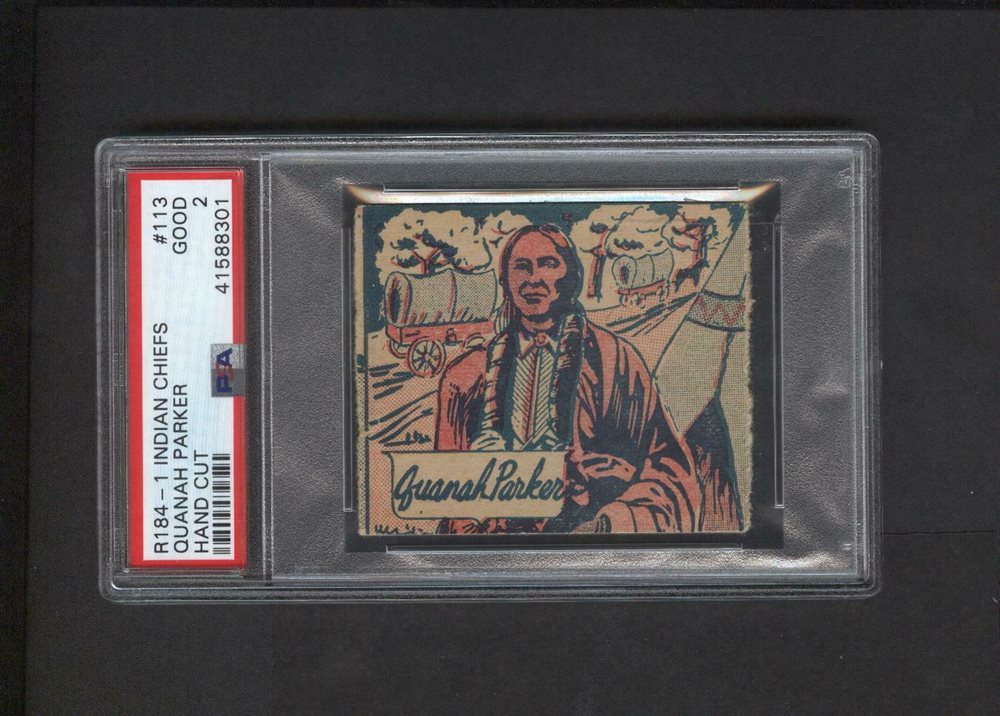 R184-1 INDIAN CHIEFS #113
QUANAH PARKER GOOD
HAND CUT 2
41588301
PSA
Quanah Parker